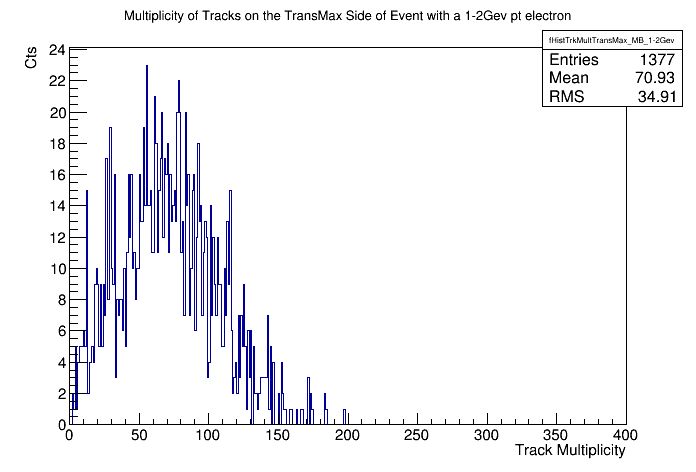 Multiplicity of Tracks on the TransMax Side of Event with a 1-2Gev pt electron
fHistTrkMultTransMax_MB_1-2Gev
Entries 1377
Mean 70.93
RMS 34.91
Cts
24
22
20
18
16
14
12
10
8
6
4
2
0
0 50 100 150 200 250 300 350 400
Track Multiplicity